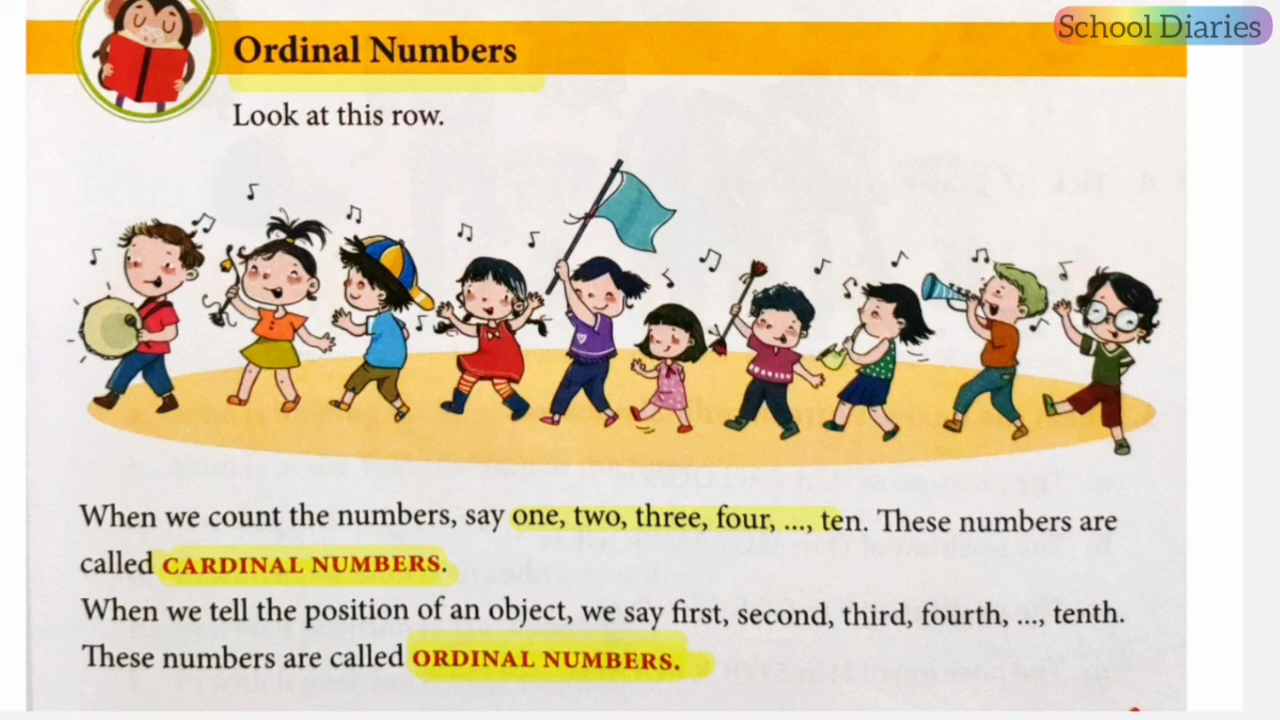 School Diaries
Ordinal Numbers
Look at this row.
When we count the numbers, say one, two, three, four, ..., ten. These numbers are
called CARDINAL NUMBERS.
When we tell the position of an object, we say first, second, third, fourth, ..., tenth.
These numbers are called ORDINAL NUMBERS.